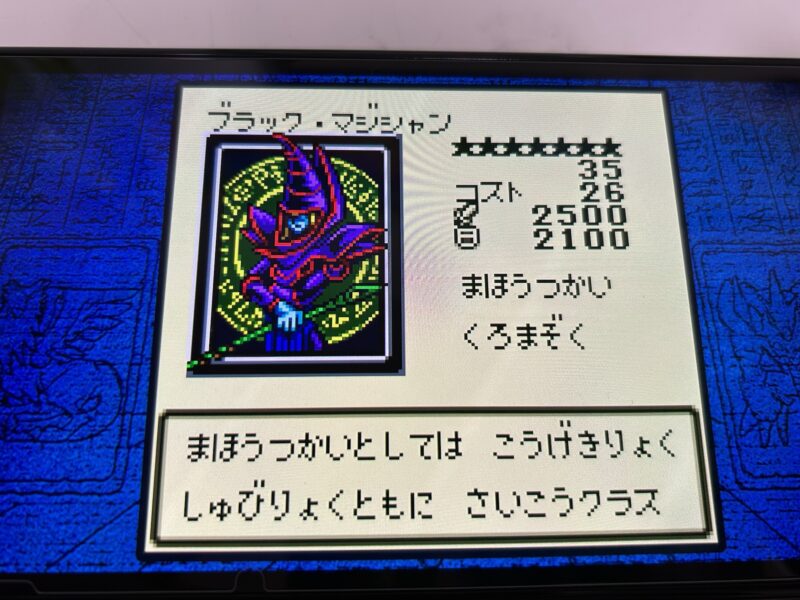 ブラック・マジシャン
★★★★★★★
35
コスト 26
2500
2100
まほうつかい
くろまぞく
まほうつかいとしては こうげきりょく
しゅびりょくともに さいこうクラス